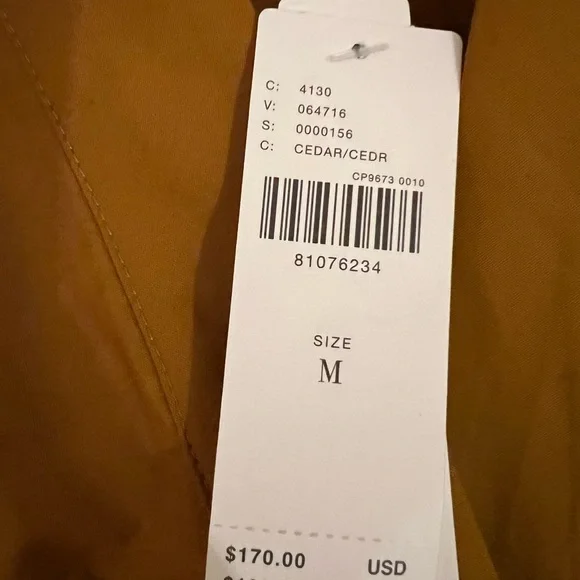 C: 4130
V: 064716
S: 0000156
C: CEDAR/CEDR
CP9673 0010
81076234
SIZE
M
$170.00 USD